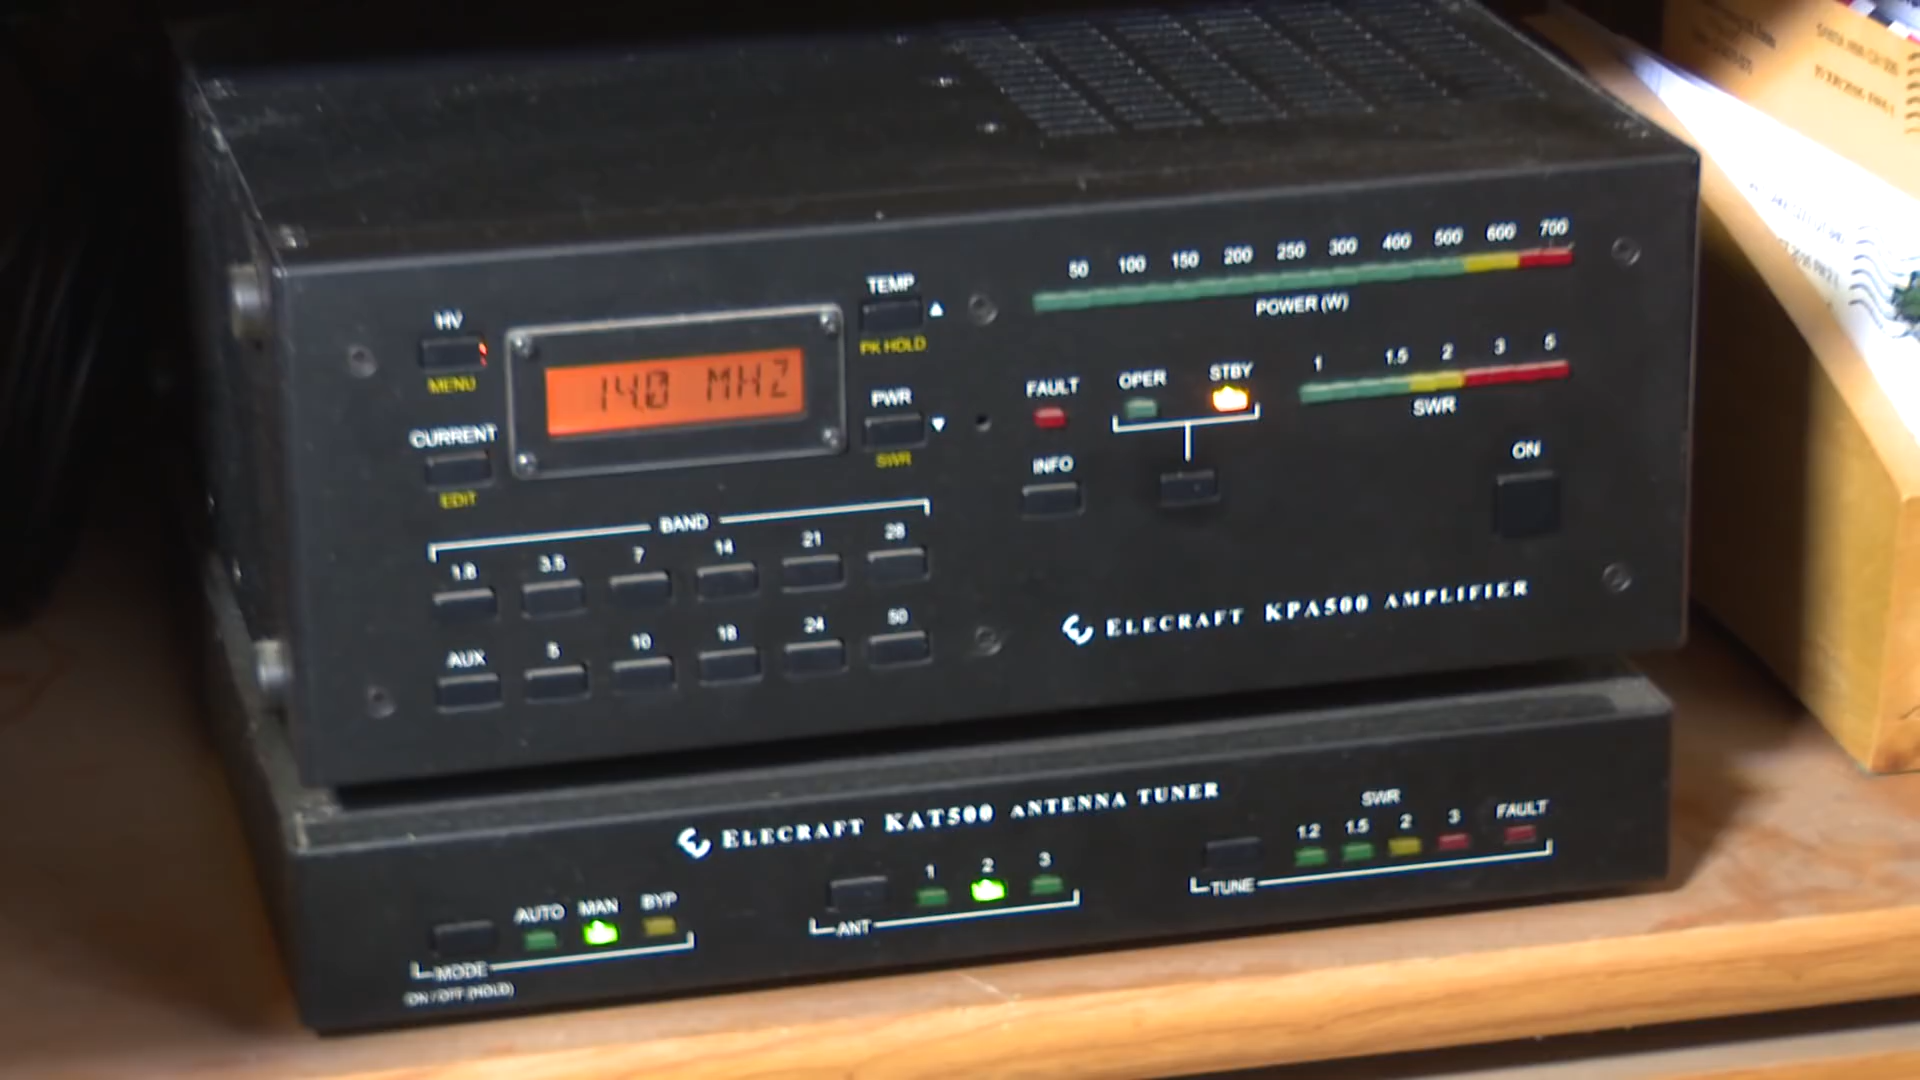 HV
MENU
CURRENT
EDIT
14.0 MHZ
TEMP
PK HOLD
PWR
SWR
50 100 150 200 250 300 400 500 600 700
POWER (W)
1 1.5 2 3 5
SWR
FAULT
OPER STBY
INFO
ON
BAND
1.8 3.5 7 14 21 28
AUX 5 10 18 24 50
ELECRAFT KPA500 AMPLIFIER
ELECRAFT KAT500 ANTENNA TUNER
AUTO MAN BYP
MODE
ON / OFF (HOLD)
1 2 3
ANT
SWR
1.2 1.5 2 3 FAULT
TUNE